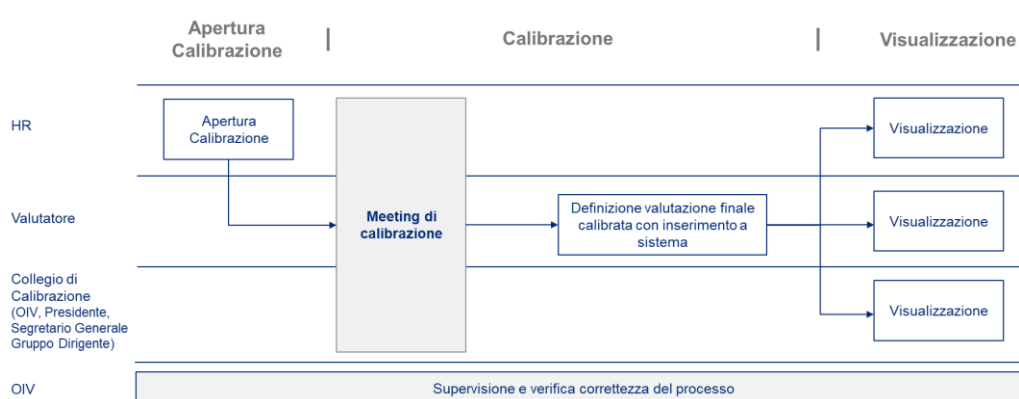 Apertura
Calibrazione
|
Calibrazione
|
Visualizzazione
HR
Apertura
Calibrazione
Visualizzazione
Valutatore
Meeting di
calibrazione
Definizione valutazione finale
calibrata con inserimento a
sistema
Visualizzazione
Collegio di
Calibrazione
(OIV, Presidente,
Segretario Generale
Gruppo Dirigente)
Visualizzazione
OIV
Supervisione e verifica correttezza del processo